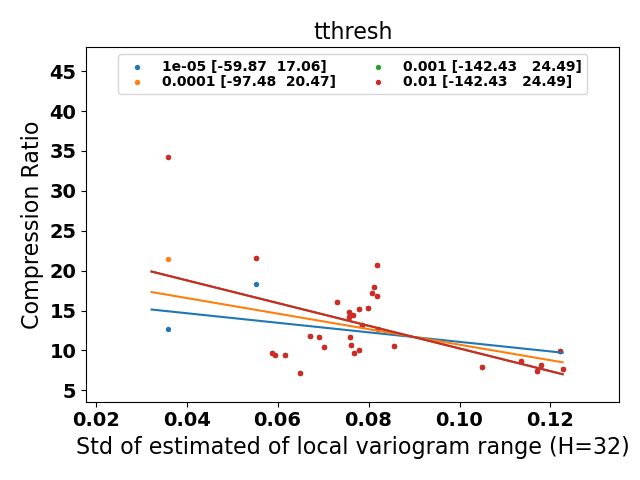 tthresh
1e-05 [-59.87  17.06]
0.0001 [-97.48  20.47]
0.001 [-142.43   24.49]
0.01 [-142.43   24.49]
Compression Ratio
45
40
35
30
25
20
15
10
5
0.02 0.04 0.06 0.08 0.10 0.12
Std of estimated of local variogram range (H=32)